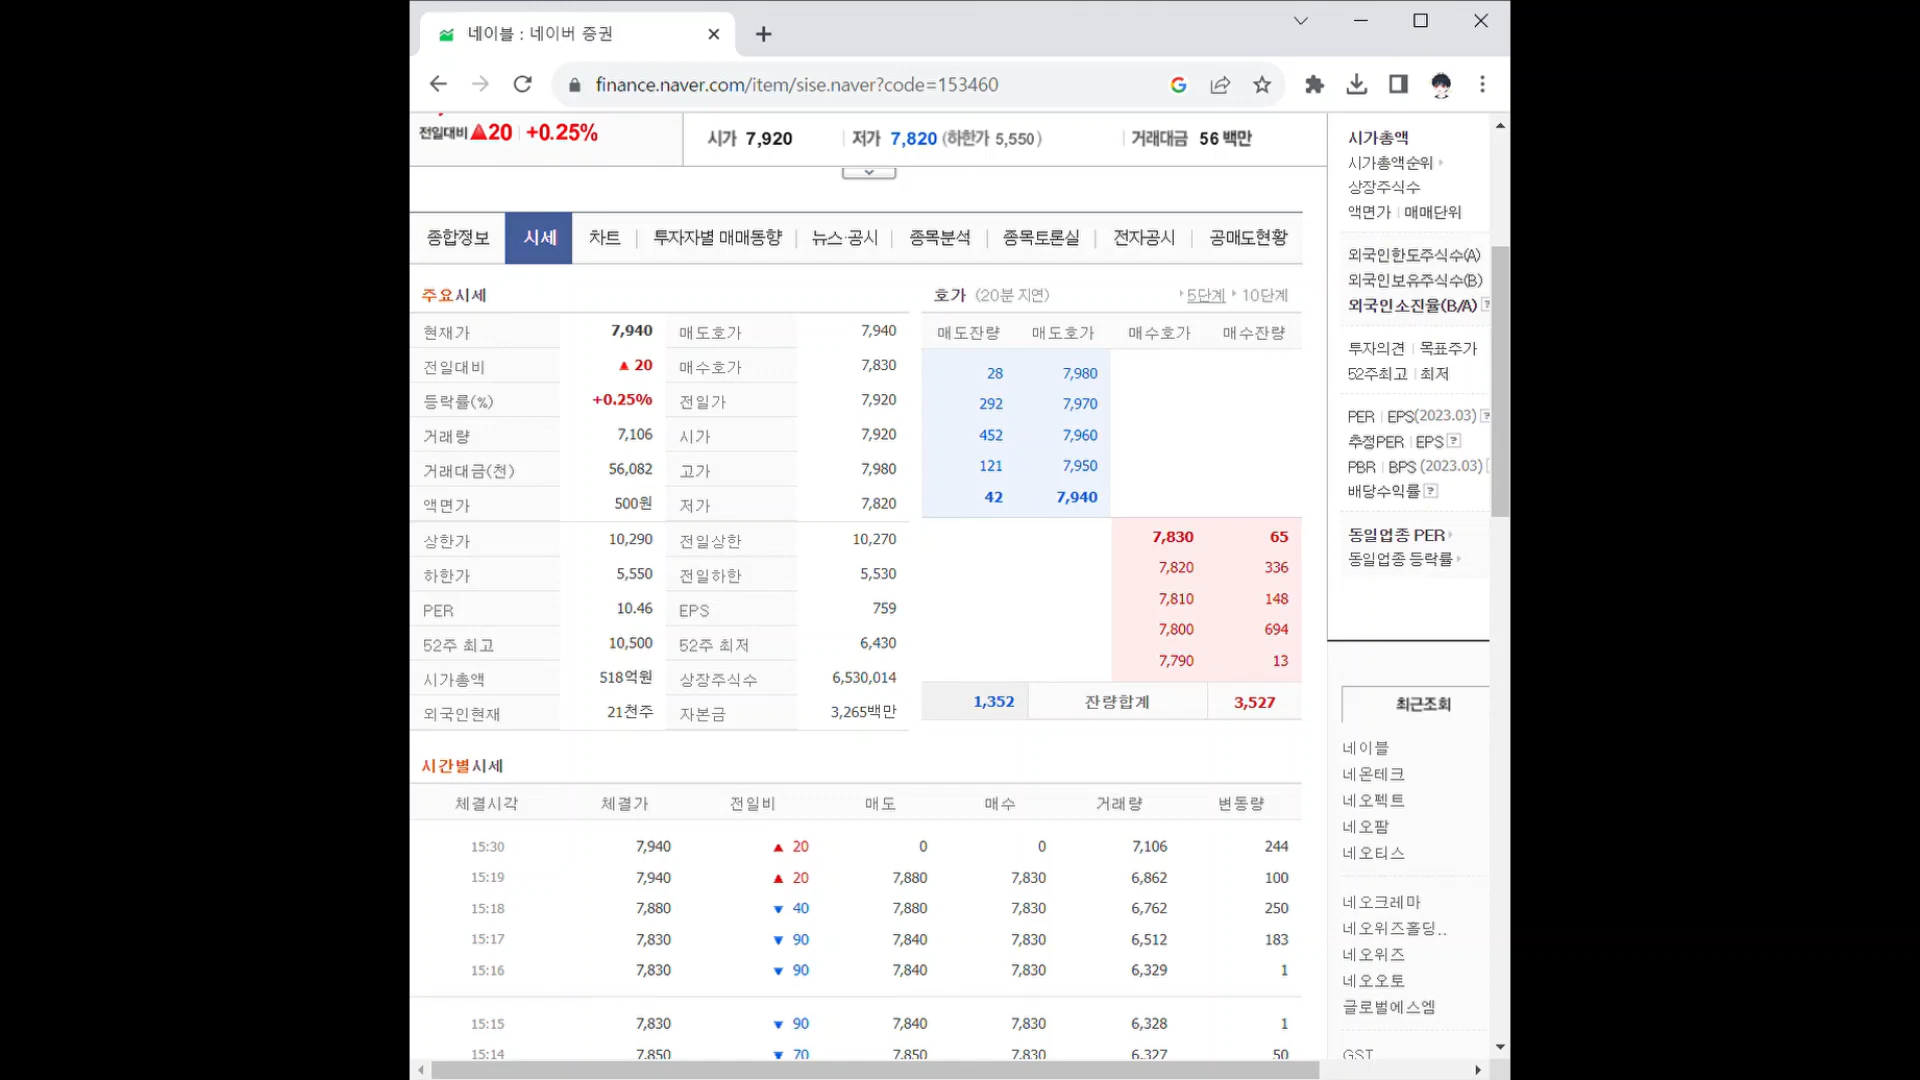 네이블 : 네이버 증권
finance.naver.com/item/sise.naver?code=153460
전일대비 ▲20 +0.25%
시가 7,920 저가 7,820 (하한가 5,550) 거래대금 56 백만
종합정보 시세 차트 투자자별 매매동향 뉴스·공시 종목분석 종목토론실 전자공시 공매도현황
주요시세
현재가 7,940 매도호가 7,940
전일대비 ▲ 20 매수호가 7,830
등락률(%) +0.25% 전일가 7,920
거래량 7,106 시가 7,920
거래대금(천) 56,082 고가 7,980
액면가 500원 저가 7,820
상한가 10,290 전일상한 10,270
하한가 5,550 전일하한 5,530
PER 10.46 EPS 759
52주 최고 10,500 52주 최저 6,430
시가총액 518억원 상장주식수 6,530,014
외국인현재 21천주 자본금 3,265백만
호가 (20분 지연) 5단계 10단계
매도잔량 매도호가 매수호가 매수잔량
28 7,980
292 7,970
452 7,960
121 7,950
42 7,940
7,830 65
7,820 336
7,810 148
7,800 694
7,790 13
1,352 잔량합계 3,527
시간별시세
체결시각 체결가 전일비 매도 매수 거래량 변동량
15:30 7,940 ▲ 20 0 0 7,106 244
15:19 7,940 ▲ 20 7,880 7,830 6,862 100
15:18 7,880 ▼ 40 7,880 7,830 6,762 250
15:17 7,830 ▼ 90 7,840 7,830 6,512 183
15:16 7,830 ▼ 90 7,840 7,830 6,329 1
15:15 7,830 ▼ 90 7,840 7,830 6,328 1
15:14 7,850 ▼ 70 7,850 7,830 6,327 50
시가총액
시가총액순위
상장주식수
액면가 매매단위
외국인한도주식수(A)
외국인보유주식수(B)
외국인소진율(B/A) ?
투자의견 목표주가
52주최고 최저
PER EPS(2023.03) ?
추정PER EPS ?
PBR BPS (2023.03)
배당수익률 ?
동일업종 PER
동일업종 등락률
최근조회
네이블
네온테크
네오펙트
네오팜
네오티스
네오크레마
네오위즈홀딩..
네오위즈
네오오토
글로벌에스엠
GST